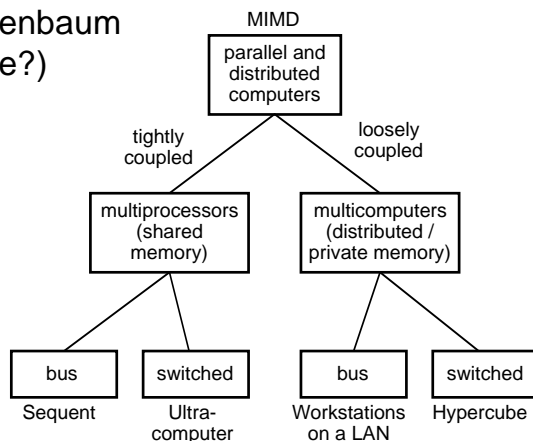 enbaum
e?)
MIMD
parallel and
distributed
computers
tightly
coupled
loosely
coupled
multiprocessors
(shared
memory)
multicomputers
(distributed /
private memory)
bus
switched
bus
switched
Sequent
Ultra-
computer
Workstations
on a LAN
Hypercube